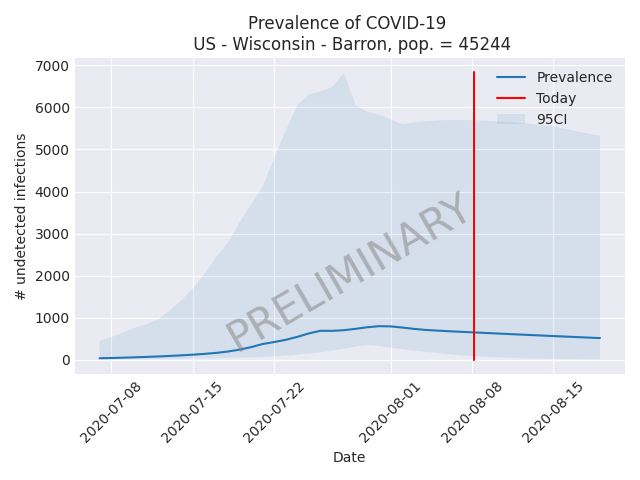 Prevalence of COVID-19
US - Wisconsin - Barron, pop. = 45244
7000
6000
5000
4000
3000
2000
1000
0
# undetected infections
Prevalence
Today
95CI
PRELIMINARY
2020-07-08
2020-07-15
2020-07-22
2020-08-01
2020-08-08
2020-08-15
Date